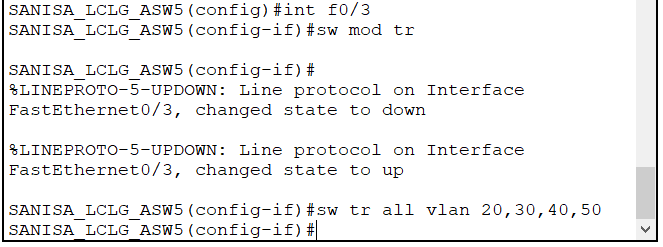 SANISA_LCLG_ASW5(config)#int f0/3
SANISA_LCLG_ASW5(config-if)#sw mod tr
SANISA_LCLG_ASW5(config-if)#
%LINEPROTO-5-UPDOWN: Line protocol on Interface
FastEthernet0/3, changed state to down
%LINEPROTO-5-UPDOWN: Line protocol on Interface
FastEthernet0/3, changed state to up
SANISA_LCLG_ASW5(config-if)#sw tr all vlan 20,30,40,50
SANISA_LCLG_ASW5(config-if)#